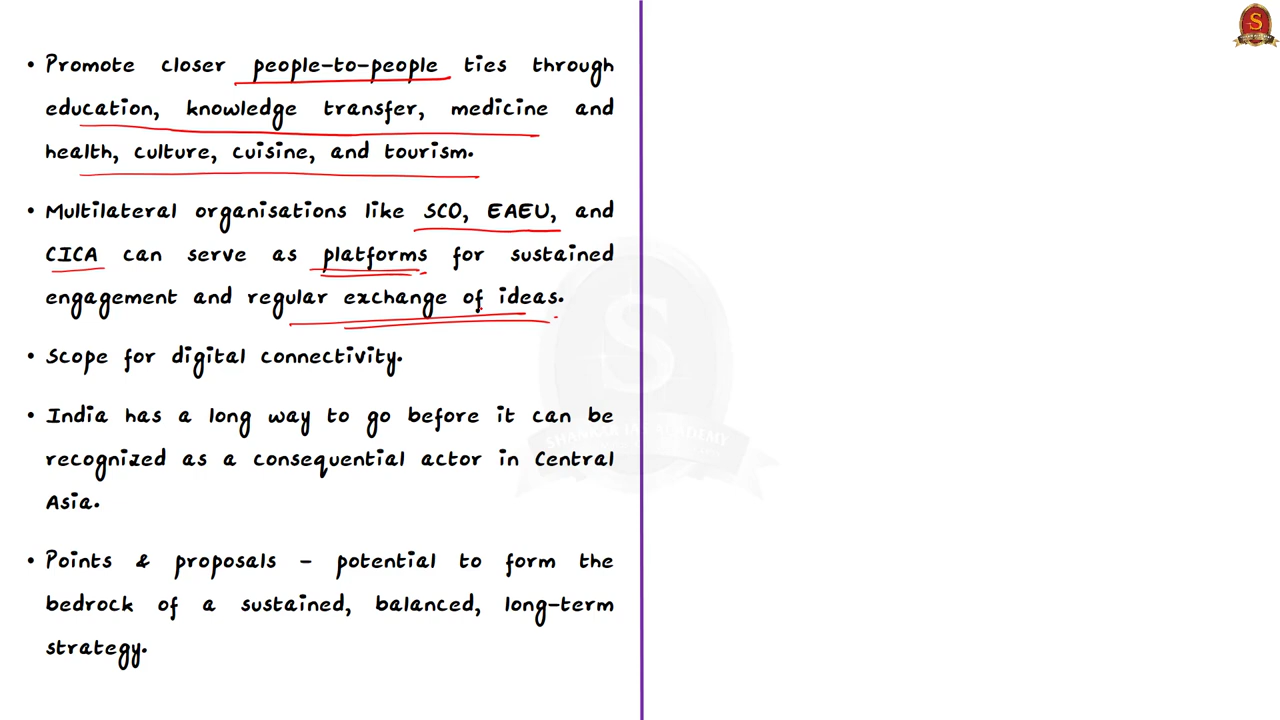 • Promote closer people-to-people ties through
education, knowledge transfer, medicine and
health, culture, cuisine, and tourism.
• Multilateral organisations like SCO, EAEU, and
CICA can serve as platforms for sustained
engagement and regular exchange of ideas.
• Scope for digital connectivity.
• India has a long way to go before it can be
recognized as a consequential actor in Central
Asia.
• Points & proposals - potential to form the
bedrock of a sustained, balanced, long-term
strategy.
S